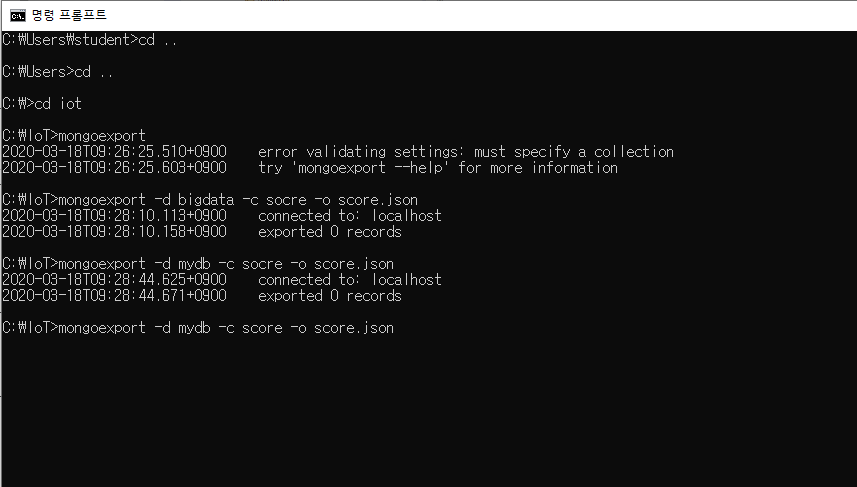 명령 프롬프트
C:\Users\student>cd ..
C:\Users>cd ..
C:\>cd iot
C:\IoT>mongoexport
2020-03-18T09:26:25.510+0900    error validating settings: must specify a collection
2020-03-18T09:26:25.603+0900    try 'mongoexport --help' for more information
C:\IoT>mongoexport -d bigdata -c socre -o score.json
2020-03-18T09:28:10.113+0900    connected to: localhost
2020-03-18T09:28:10.158+0900    exported 0 records
C:\IoT>mongoexport -d mydb -c socre -o score.json
2020-03-18T09:28:44.625+0900    connected to: localhost
2020-03-18T09:28:44.671+0900    exported 0 records
C:\IoT>mongoexport -d mydb -c score -o score.json